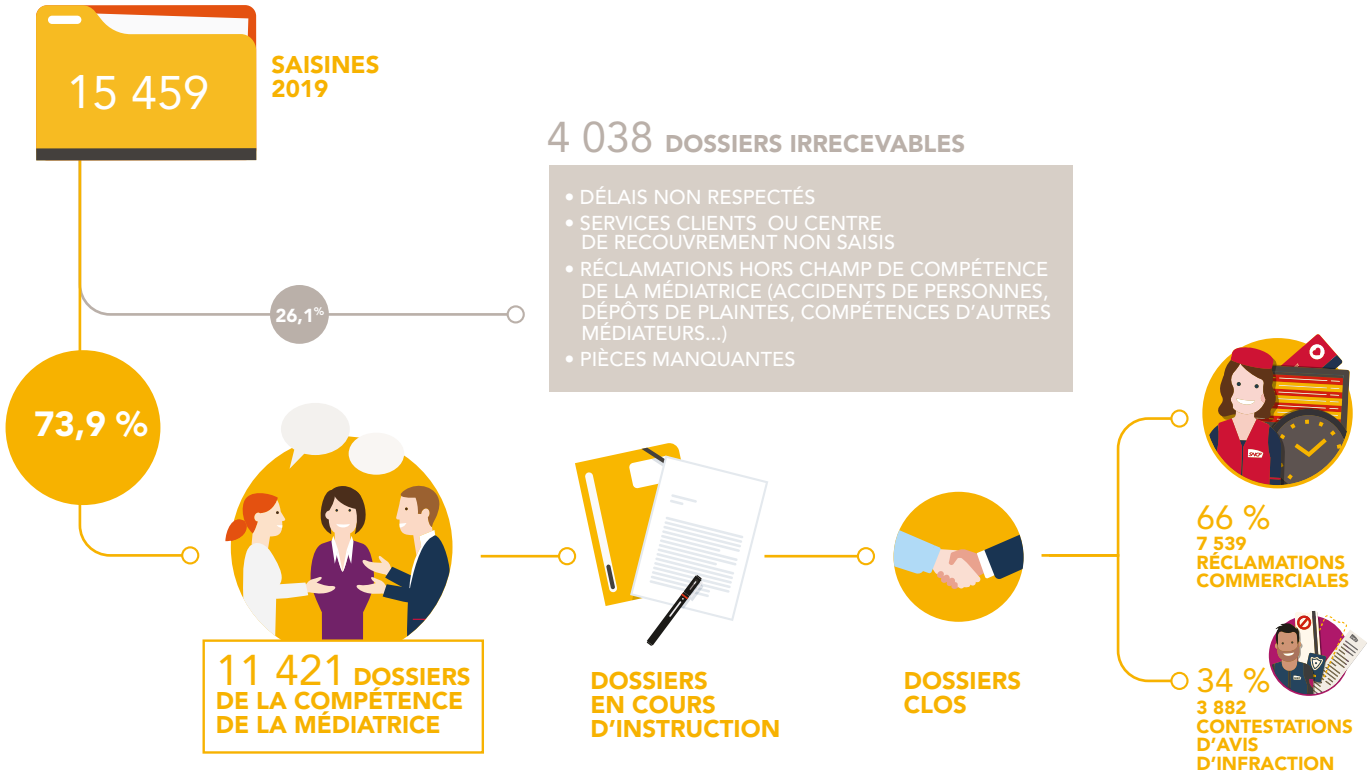 15 459
SAISINES
2019
4 038 DOSSIERS IRRECEVABLES
• DÉLAIS NON RESPECTÉS
• SERVICES CLIENTS OU CENTRE
DE RECOUVREMENT NON SAISIS
• RÉCLAMATIONS HORS CHAMP DE COMPÉTENCE
DE LA MÉDIATRICE (ACCIDENTS DE PERSONNES,
DÉPÔTS DE PLAINTES, COMPÉTENCES D'AUTRES
MÉDIATEURS...)
• PIÈCES MANQUANTES
26,1%
73,9 %
11 421 DOSSIERS
DE LA COMPÉTENCE
DE LA MÉDIATRICE
DOSSIERS
EN COURS
D'INSTRUCTION
DOSSIERS
CLOS
SNCF
66 %
7 539
RÉCLAMATIONS
COMMERCIALES
34 %
3 882
CONTESTATIONS
D'AVIS
D'INFRACTION